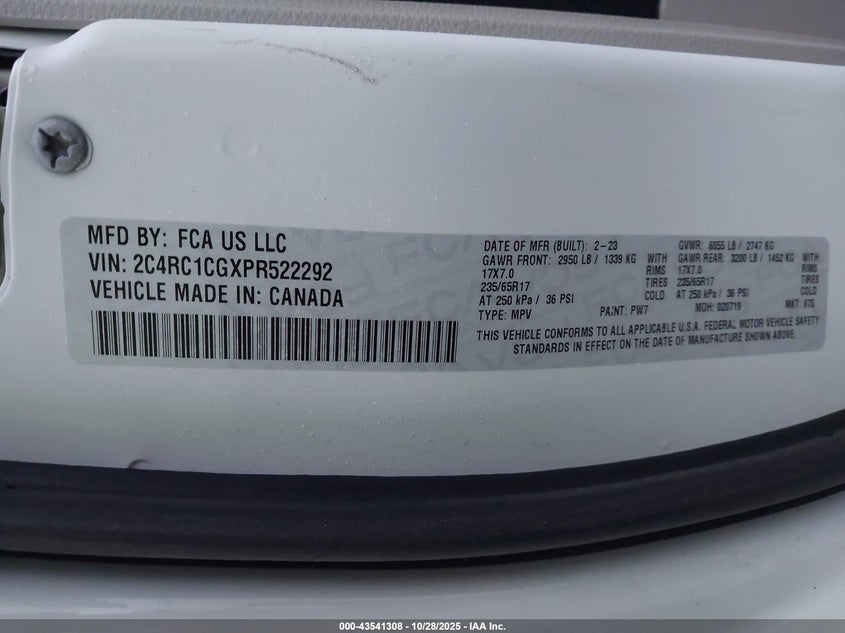 MFD BY: FCA US LLC
VIN: 2C4RC1CGXPR522292
VEHICLE MADE IN: CANADA
DATE OF MFR (BUILT): 2-23 GVWR: 6055 LB / 2747 KG
GAWR FRONT: 2950 LB / 1339 KG WITH GAWR REAR: 3200 LB / 1452 KG WITH
17X7.0 RIMS 17X7.0 RIMS
235/65R17 TIRES 235/65R17 TIRES
AT 250 kPa / 36 PSI COLD AT 250 kPa / 36 PSI COLD
TYPE: MPV PAINT: PW7 MDH: 020719 MKT 675
THIS VEHICLE CONFORMS TO ALL APPLICABLE U.S.A. FEDERAL MOTOR VEHICLE SAFETY
STANDARDS IN EFFECT ON THE DATE OF MANUFACTURE SHOWN ABOVE.
000-43541308 - 10/28/2025 - IAA Inc.